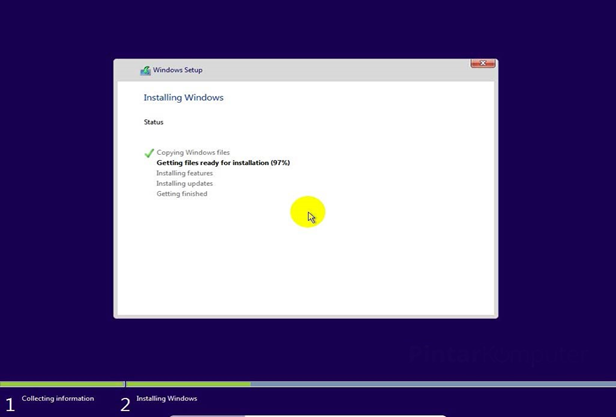 Windows Setup
Installing Windows
Status
Copying Windows files
Getting files ready for installation (97%)
Installing features
Installing updates
Getting finished
1 Collecting information 2 Installing Windows